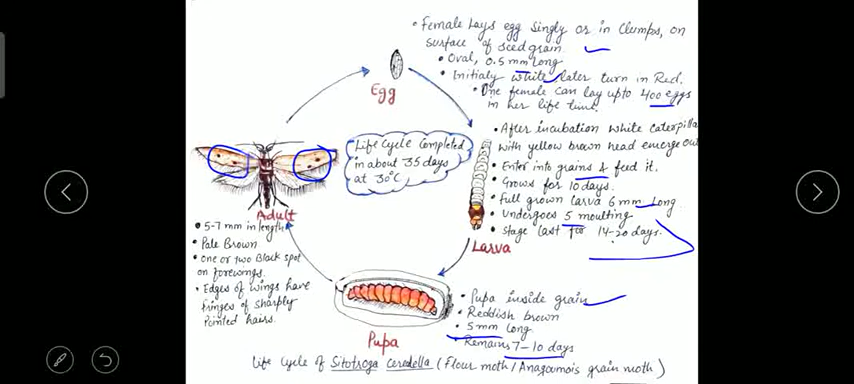 • Female lays egg singly or in clumps, on
surface of seed grain.
• Oval, 0.5 mm long
• Initialy white later turn in Red.
• One female can lay upto 400 eggs
in her life time.
Egg
• After incubation white caterpilla
with yellow brown head emerge out
• Enter into grains & feed it.
• Grows for 10 days.
• Full grown larva 6 mm long
• Undergoes 5 moulting
• Stage last for 14-20 days.
Larva
Life Cycle Completed
in about 35 days
at 30°C
Adult
• 5-7 mm in length
• Pale Brown
• One or two Black spot
on forewings.
• Edges of wings have
fringes of sharply
pointed hairs.
• Pupa inside grain
• Reddish brown
• 5 mm long
• Remains 7-10 days
Pupa
Life Cycle of Sitotroga cerealella (Flour moth / Anagoumois grain moth)